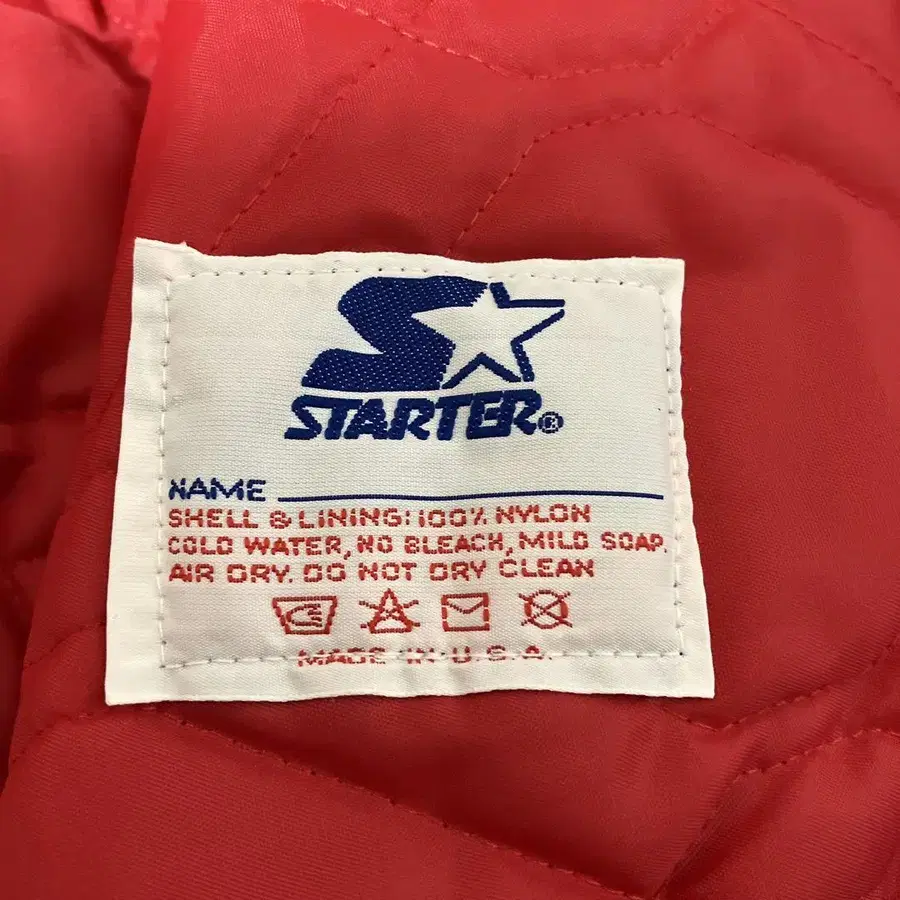 STARTER®
NAME
SHELL & LINING: 100% NYLON
COLD WATER, NO BLEACH, MILD SOAP.
AIR DRY. DO NOT DRY CLEAN
MADE IN U.S.A.